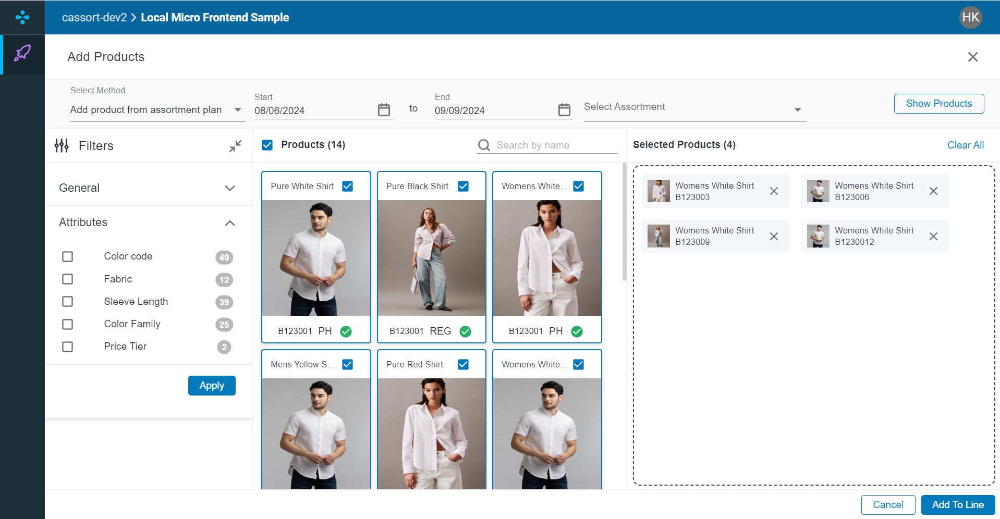 cassort-dev2 > Local Micro Frontend Sample
HK
Add Products
Select Method
Add product from assortment plan
Start
08/06/2024
to
End
09/09/2024
Select Assortment
Show Products
Filters
General
Attributes
Color code 49
Fabric 12
Sleeve Length 39
Color Family 25
Price Tier 2
Apply
Products (14)
Search by name
Pure White Shirt
B123001 PH
Pure Black Shirt
B123001 REG
Womens White...
B123001 PH
Mens Yellow S...
Pure Red Shirt
Womens White...
Selected Products (4)
Clear All
Womens White Shirt
B123003
Womens White Shirt
B123006
Womens White Shirt
B123009
Womens White Shirt
B1230012
Cancel
Add To Line